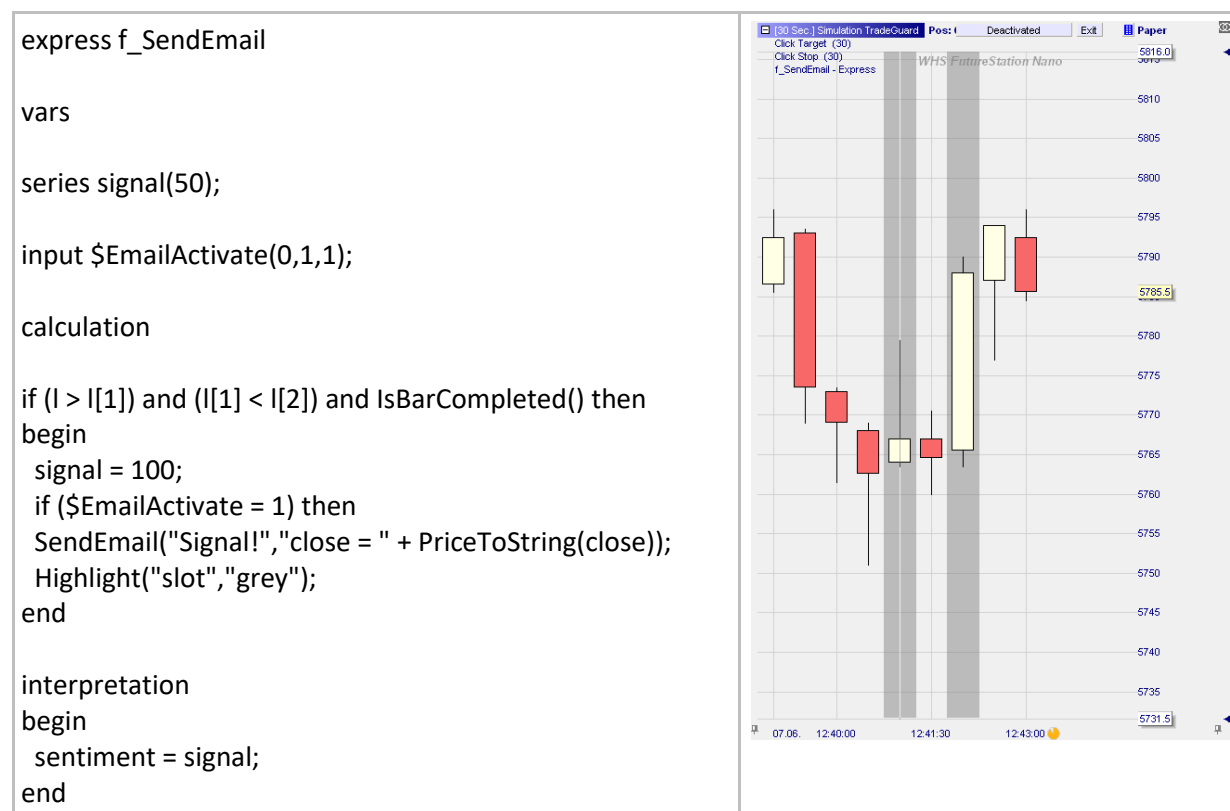 express f_SendEmail
vars
series signal(50);
input $EmailActivate(0,1,1);
calculation
if (l > l[1]) and (l[1] < l[2]) and IsBarCompleted() then
begin
signal = 100;
if ($EmailActivate = 1) then
SendEmail("Signal!","close = " + PriceToString(close));
Highlight("slot","grey");
end
interpretation
begin
sentiment = signal;
end
[30 Sec.] Simulation TradeGuard Pos: ( Deactivated Exit Paper
Click Target (30)
Click Stop (30)
f_SendEmail - Express
WHS FutureStation Nano
5816.0
5815
5810
5805
5800
5795
5790
5785.5
5780
5775
5770
5765
5760
5755
5750
5745
5740
5735
5731.5
07.06. 12:40:00 12:41:30 12:43:00